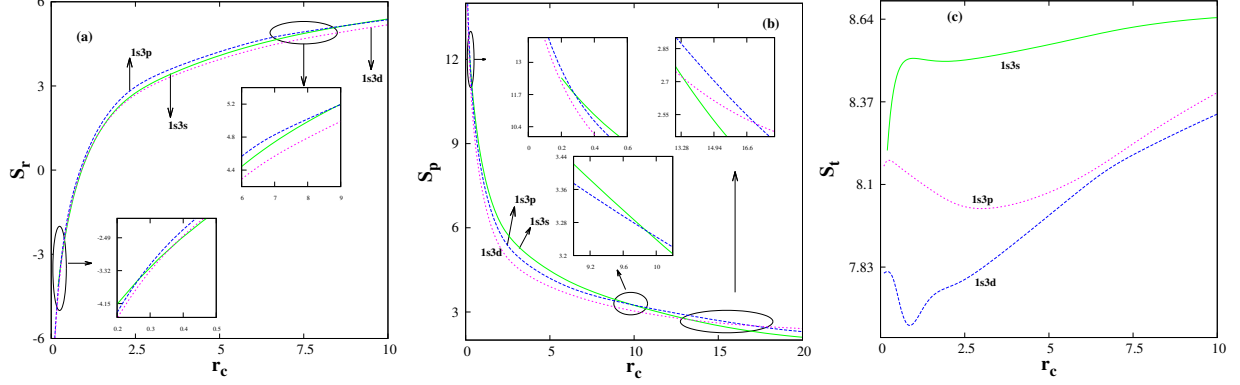 (a)
S_r
6
3
0
-3
-6
1s3p
1s3s
1s3d
5.2
4.8
4.4
6 7 8 9
-2.49
-3.32
-4.15
0.2 0.3 0.4 0.5
0 2.5 5 7.5 10
r_c
(b)
S_p
12
9
6
3
13
11.7
10.4
0 0.2 0.4 0.6
2.85
2.7
2.55
13.28 14.94 16.6
3.44
3.36
3.28
3.2
9 9.6 10
1s3p
1s3s
1s3d
0 5 10 15 20
r_c
(c)
S_t
8.64
8.37
8.1
7.83
1s3s
1s3p
1s3d
0 2.5 5 7.5 10
r_c